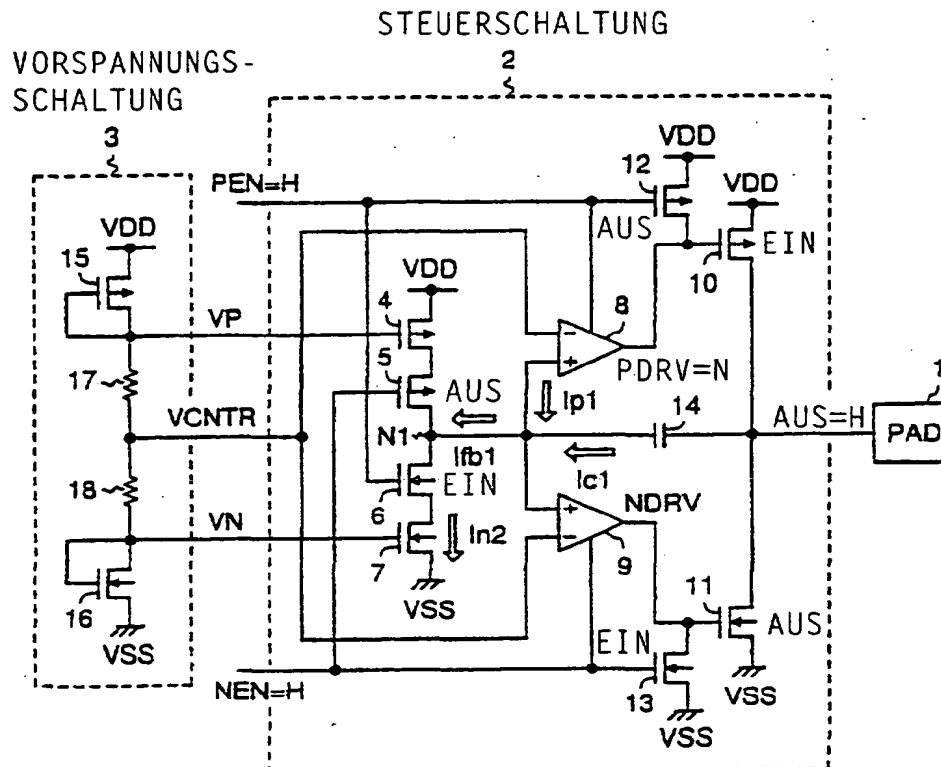 STEUERSCHALTUNG
2
VORSPANNUNGS-
SCHALTUNG
3
VDD
12
VDD
PEN=H
AUS
EIN
10
VDD
15
VDD
4
8
VP
5
AUS
PDRV=N
17
Ip1
14
1
VCNTR
N1
AUS=H
PAD
Ifb1
Ic1
18
EIN
NDRV
6
VN
In2
7
9
11
16
VSS
EIN
AUS
VSS
NEN=H
13
VSS
VSS